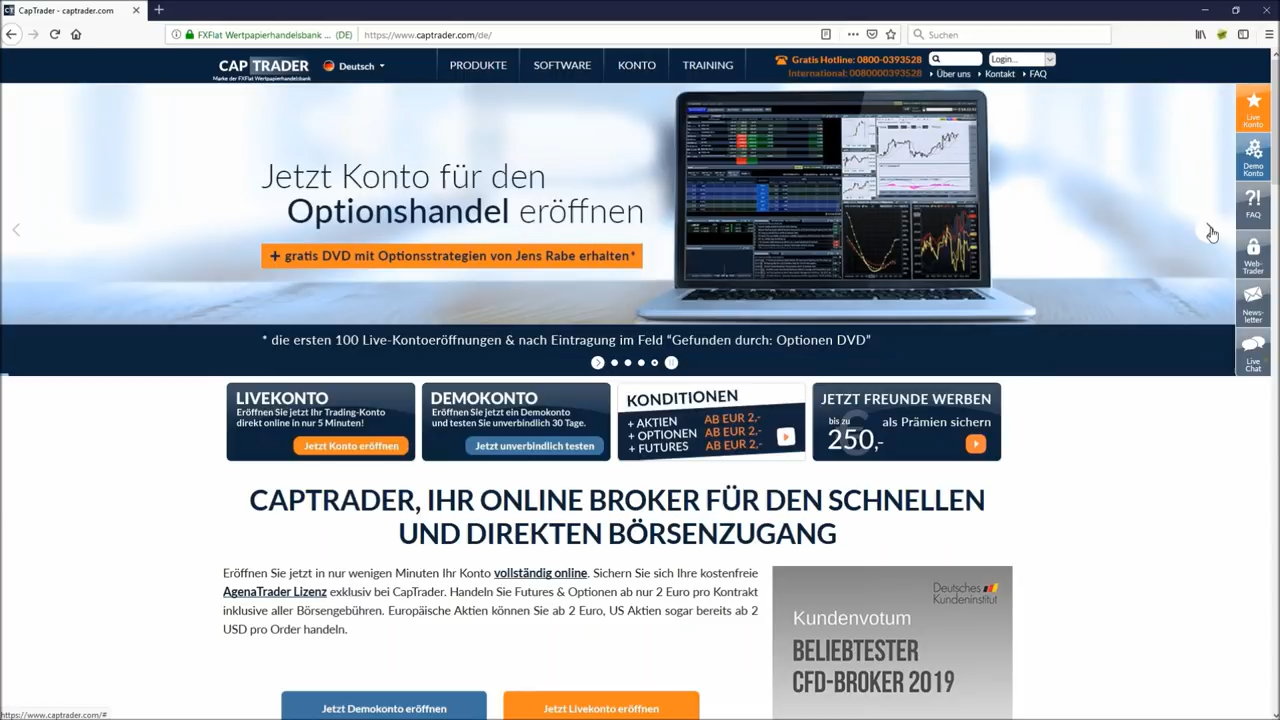 CapTrader - captrader.com
FXFlat Wertpapierhandelsbank ... (DE)
https://www.captrader.com/de/
Suchen
CAP TRADER
Marke der FXFlat Wertpapierhandelsbank
Deutsch
PRODUKTE
SOFTWARE
KONTO
TRAINING
Gratis Hotline: 0800-0393528
International: 0080000393528
Login...
Über uns
Kontakt
FAQ
Jetzt Konto für den
Optionshandel eröffnen
+ gratis DVD mit Optionsstrategien von Jens Rabe erhalten*
* die ersten 100 Live-Kontoeröffnungen & nach Eintragung im Feld "Gefunden durch: Optionen DVD"
Live
Konto
Demo
Konto
?!
FAQ
Web-
Trader
News-
letter
Live
Chat
LIVEKONTO
Eröffnen Sie jetzt Ihr Trading-Konto
direkt online in nur 5 Minuten!
Jetzt Konto eröffnen
DEMOKONTO
Eröffnen Sie jetzt ein Demokonto
und testen Sie unverbindlich 30 Tage.
Jetzt unverbindlich testen
KONDITIONEN
+ AKTIEN AB EUR 2,-
+ OPTIONEN AB EUR 2,-
+ FUTURES AB EUR 2,-
JETZT FREUNDE WERBEN
bis zu
250,-
als Prämien sichern
CAPTRADER, IHR ONLINE BROKER FÜR DEN SCHNELLEN
UND DIREKTEN BÖRSENZUGANG
Eröffnen Sie jetzt in nur wenigen Minuten Ihr Konto vollständig online. Sichern Sie sich Ihre kostenfreie
AgenaTrader Lizenz exklusiv bei CapTrader. Handeln Sie Futures & Optionen ab nur 2 Euro pro Kontrakt
inklusive aller Börsengebühren. Europäische Aktien können Sie ab 2 Euro, US Aktien sogar bereits ab 2
USD pro Order handeln.
Deutsches
Kundeninstitut
Kundenvotum
BELIEBTESTER
CFD-BROKER 2019
Jetzt Demokonto eröffnen
Jetzt Livekonto eröffnen
https://www.captrader.com/#